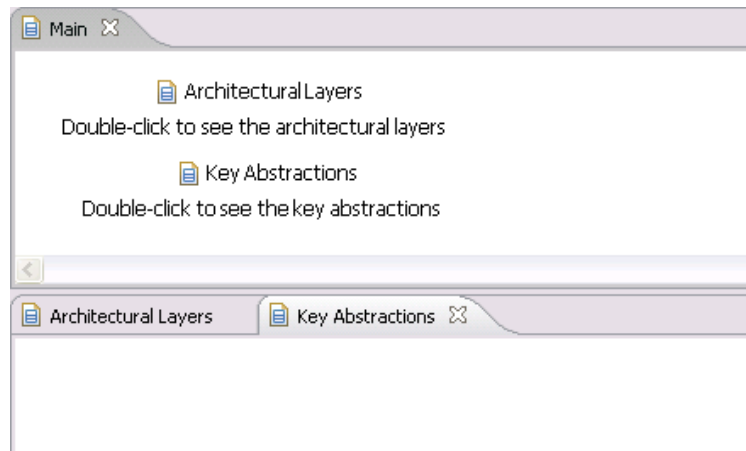 Main
Architectural Layers
Double-click to see the architectural layers
Key Abstractions
Double-click to see the key abstractions
Architectural Layers Key Abstractions